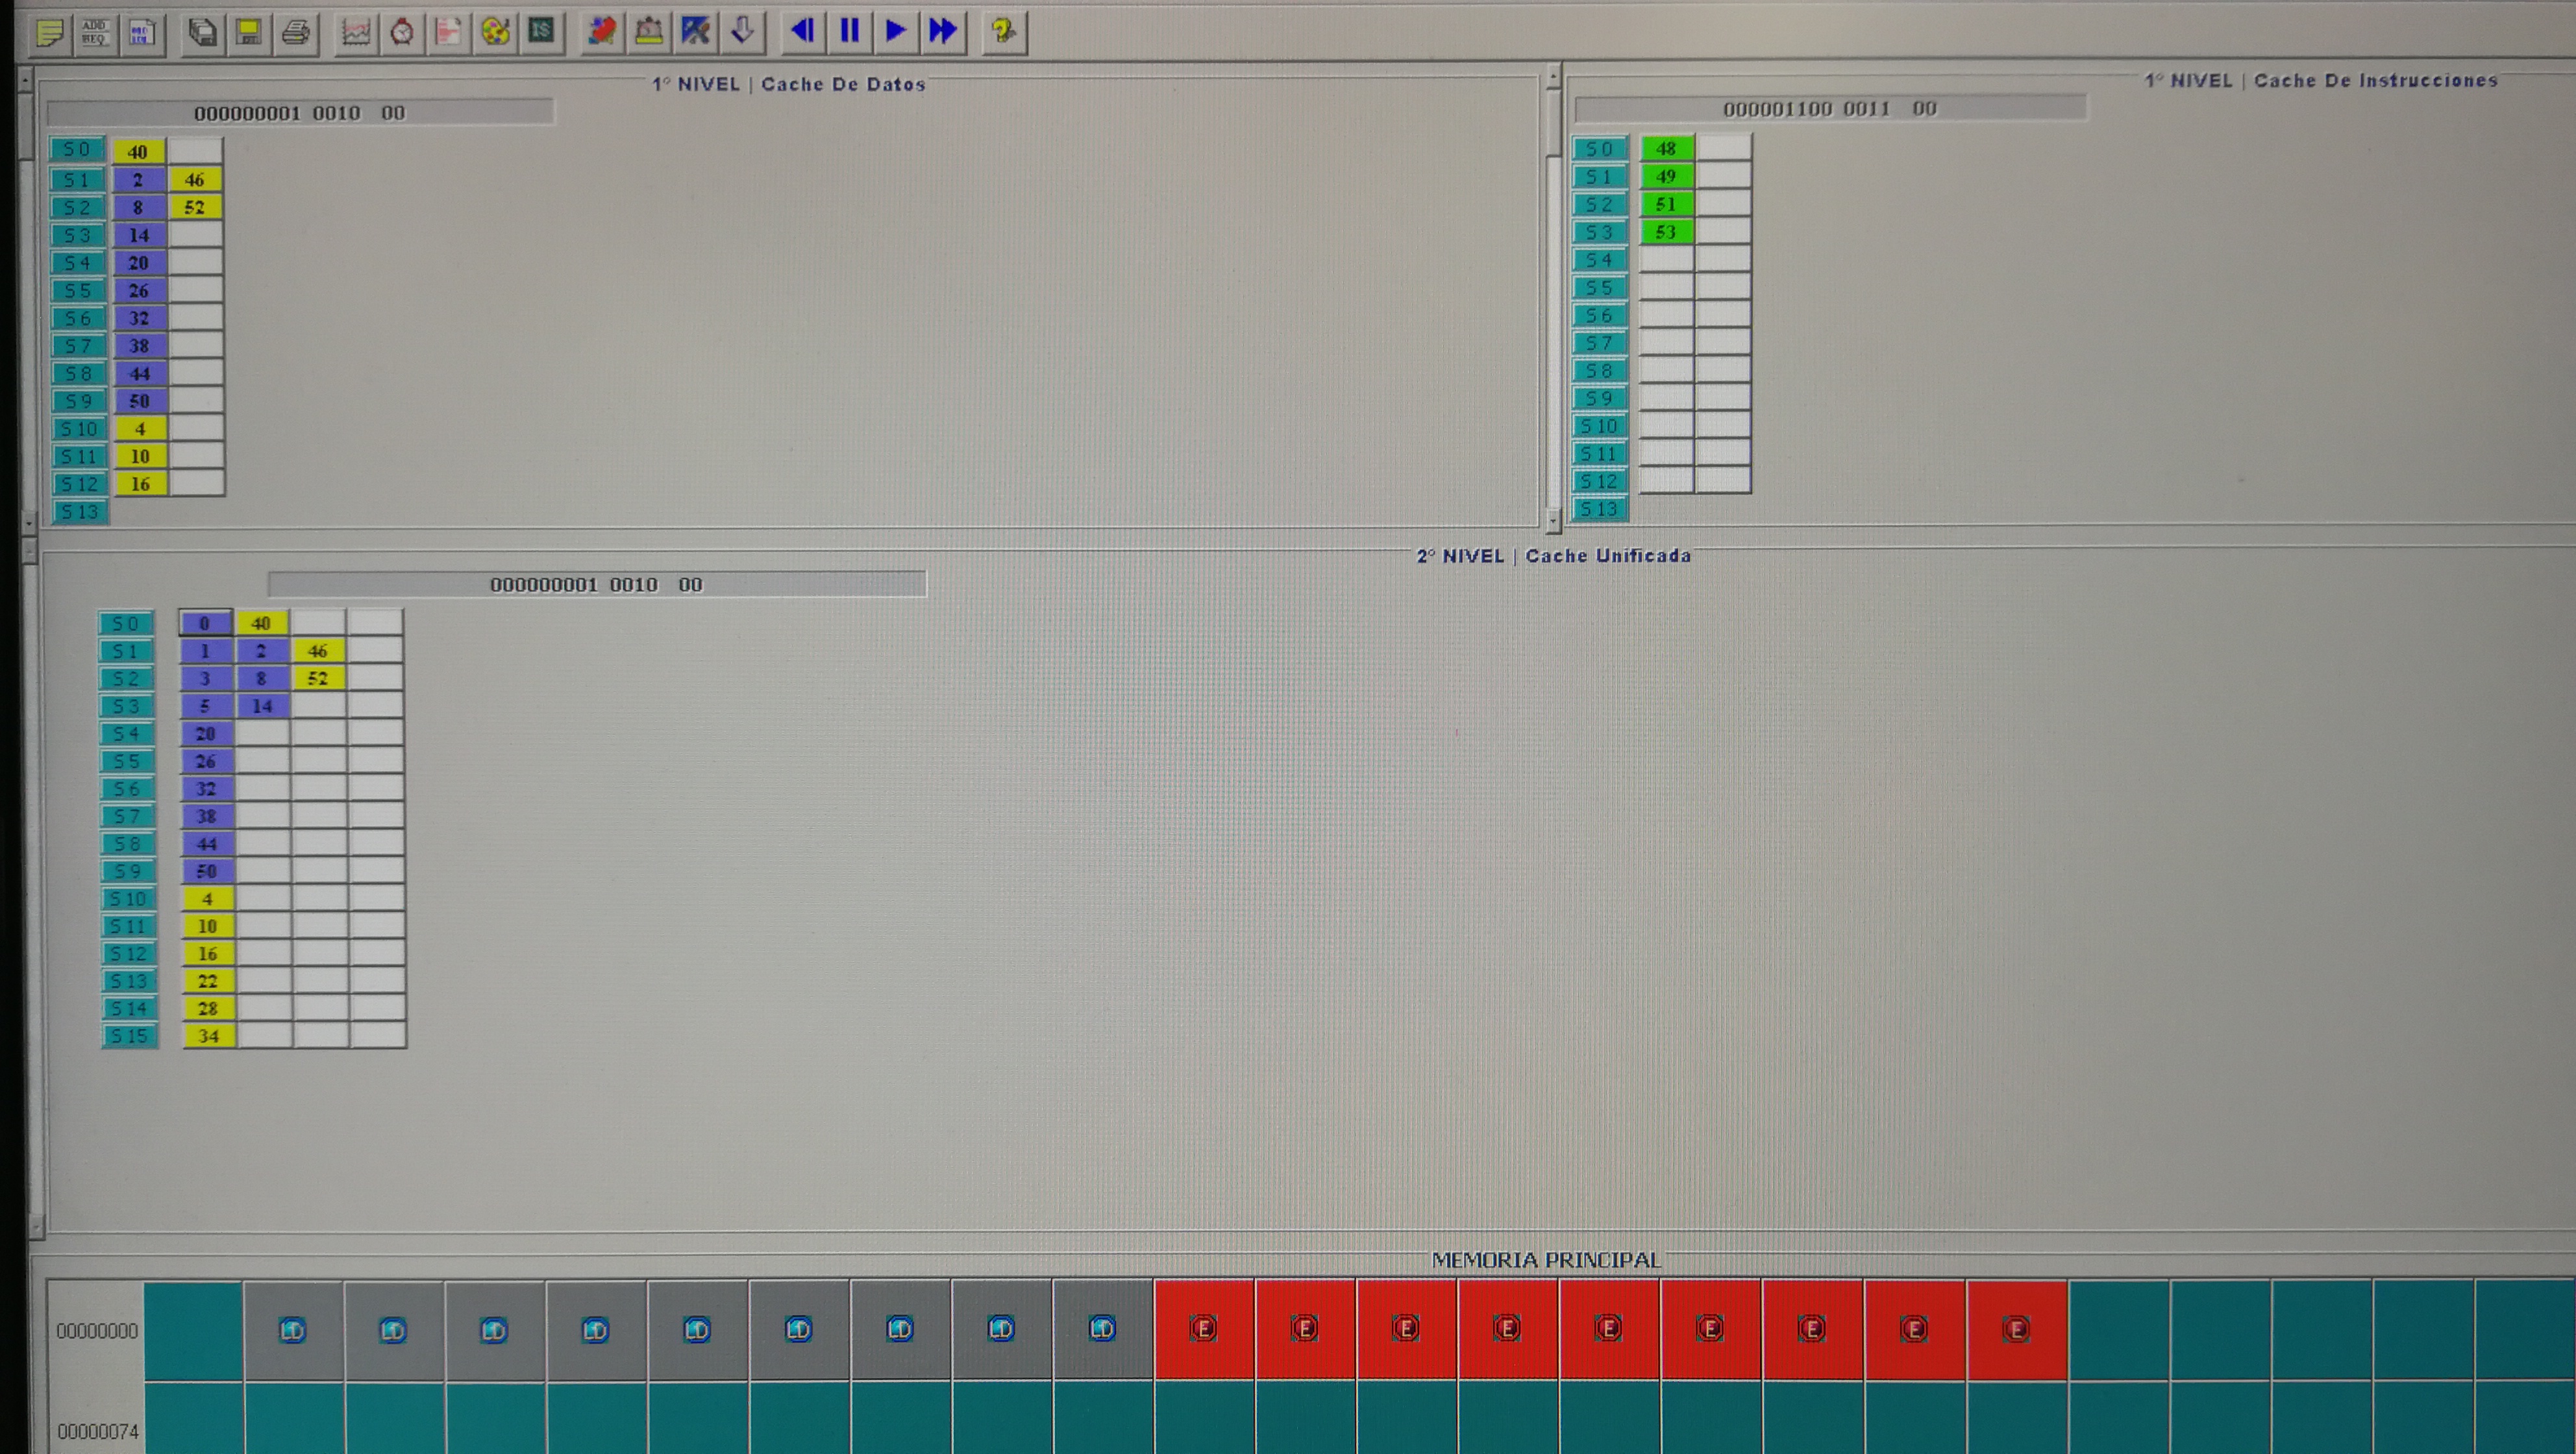 ADD
REQ
IS
1º NIVEL | Cache De Datos
000000001 0010 00
S 0 40
S 1 2 46
S 2 8 52
S 3 14
S 4 20
S 5 26
S 6 32
S 7 38
S 8 44
S 9 50
S 10 4
S 11 10
S 12 16
S 13
1º NIVEL | Cache De Instrucciones
000001100 0011 00
S 0 48
S 1 49
S 2 51
S 3 53
S 4
S 5
S 6
S 7
S 8
S 9
S 10
S 11
S 12
S 13
2º NIVEL | Cache Unificada
000000001 0010 00
S 0 0 40
S 1 1 2 46
S 2 3 8 52
S 3 5 14
S 4 20
S 5 26
S 6 32
S 7 38
S 8 44
S 9 50
S 10 4
S 11 10
S 12 16
S 13 22
S 14 28
S 15 34
MEMORIA PRINCIPAL
00000000 LD LD LD LD LD LD LD LD LD E E E E E E E E E
00000074